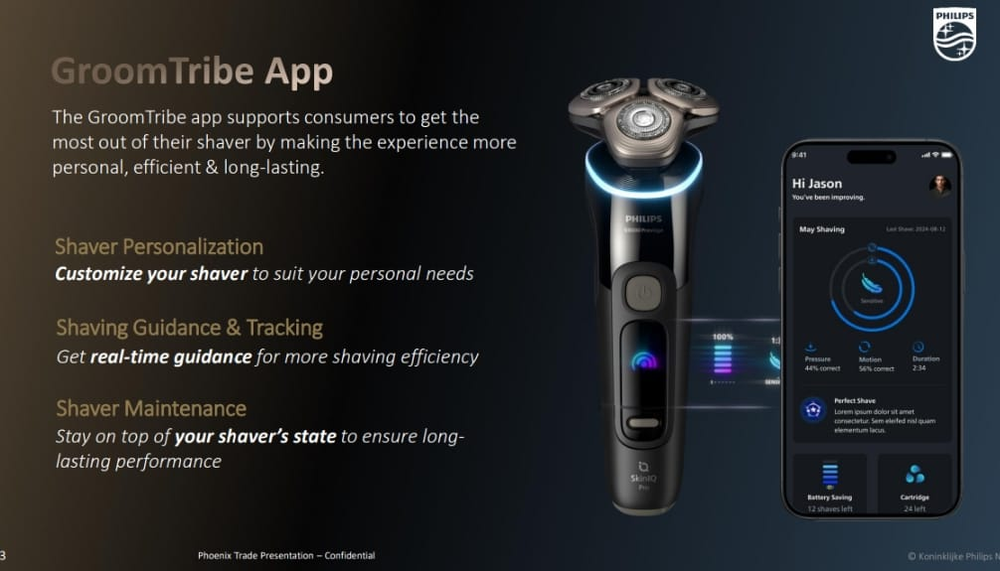 PHILIPS
GroomTribe App
The GroomTribe app supports consumers to get the
most out of their shaver by making the experience more
personal, efficient & long-lasting.
Shaver Personalization
Customize your shaver to suit your personal needs
Shaving Guidance & Tracking
Get real-time guidance for more shaving efficiency
Shaver Maintenance
Stay on top of your shaver's state to ensure long-
lasting performance
PHILIPS
SkinIQ
Pro
100%
9:41
Hi Jason
You've been improving.
May Shaving
Last Shave: 2024-08-12
Sensitive
Pressure
44% correct
Motion
56% correct
Duration
2:34
Perfect Shave
Lorem ipsum dolor sit amet
consectetur. Sem eleifed nisl quam
elementum lacus.
Battery Saving
12 shaves left
Cartridge
24 left
3
Phoenix Trade Presentation – Confidential
© Koninklijke Philips N